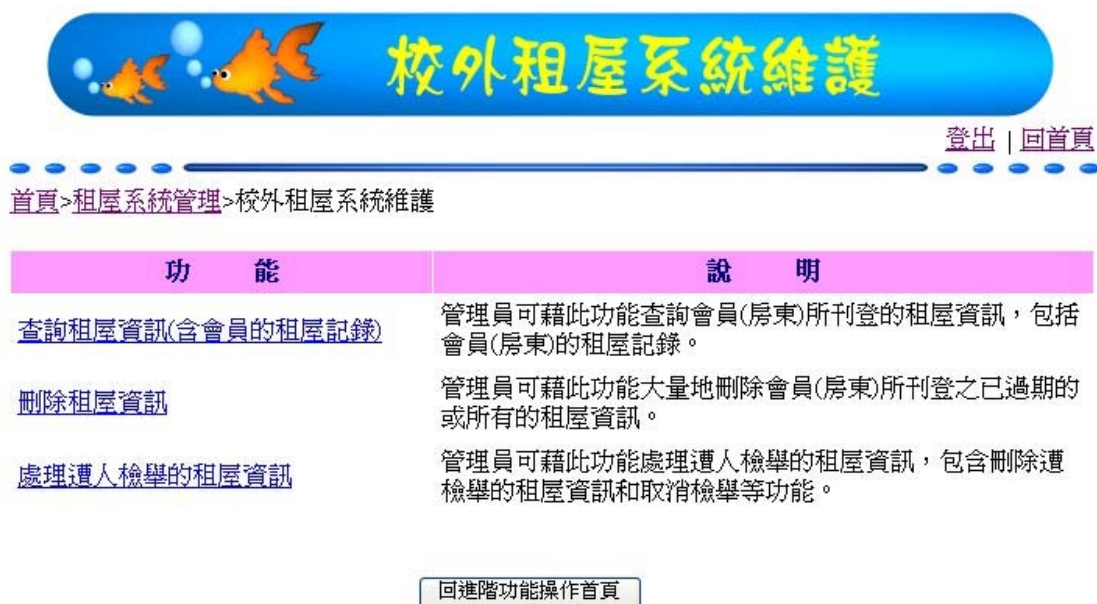 校外租屋系統維護
登出 | 回首頁
首頁>租屋系統管理>校外租屋系統維護
功 能 說 明
查詢租屋資訊(含會員的租屋記錄) 管理員可藉此功能查詢會員(房東)所刊登的租屋資訊，包括
會員(房東)的租屋記錄。
刪除租屋資訊 管理員可藉此功能大量地刪除會員(房東)所刊登之已過期的
或所有的租屋資訊。
處理遭人檢舉的租屋資訊 管理員可藉此功能處理遭人檢舉的租屋資訊，包含刪除遭
檢舉的租屋資訊和取消檢舉等功能。
回進階功能操作首頁